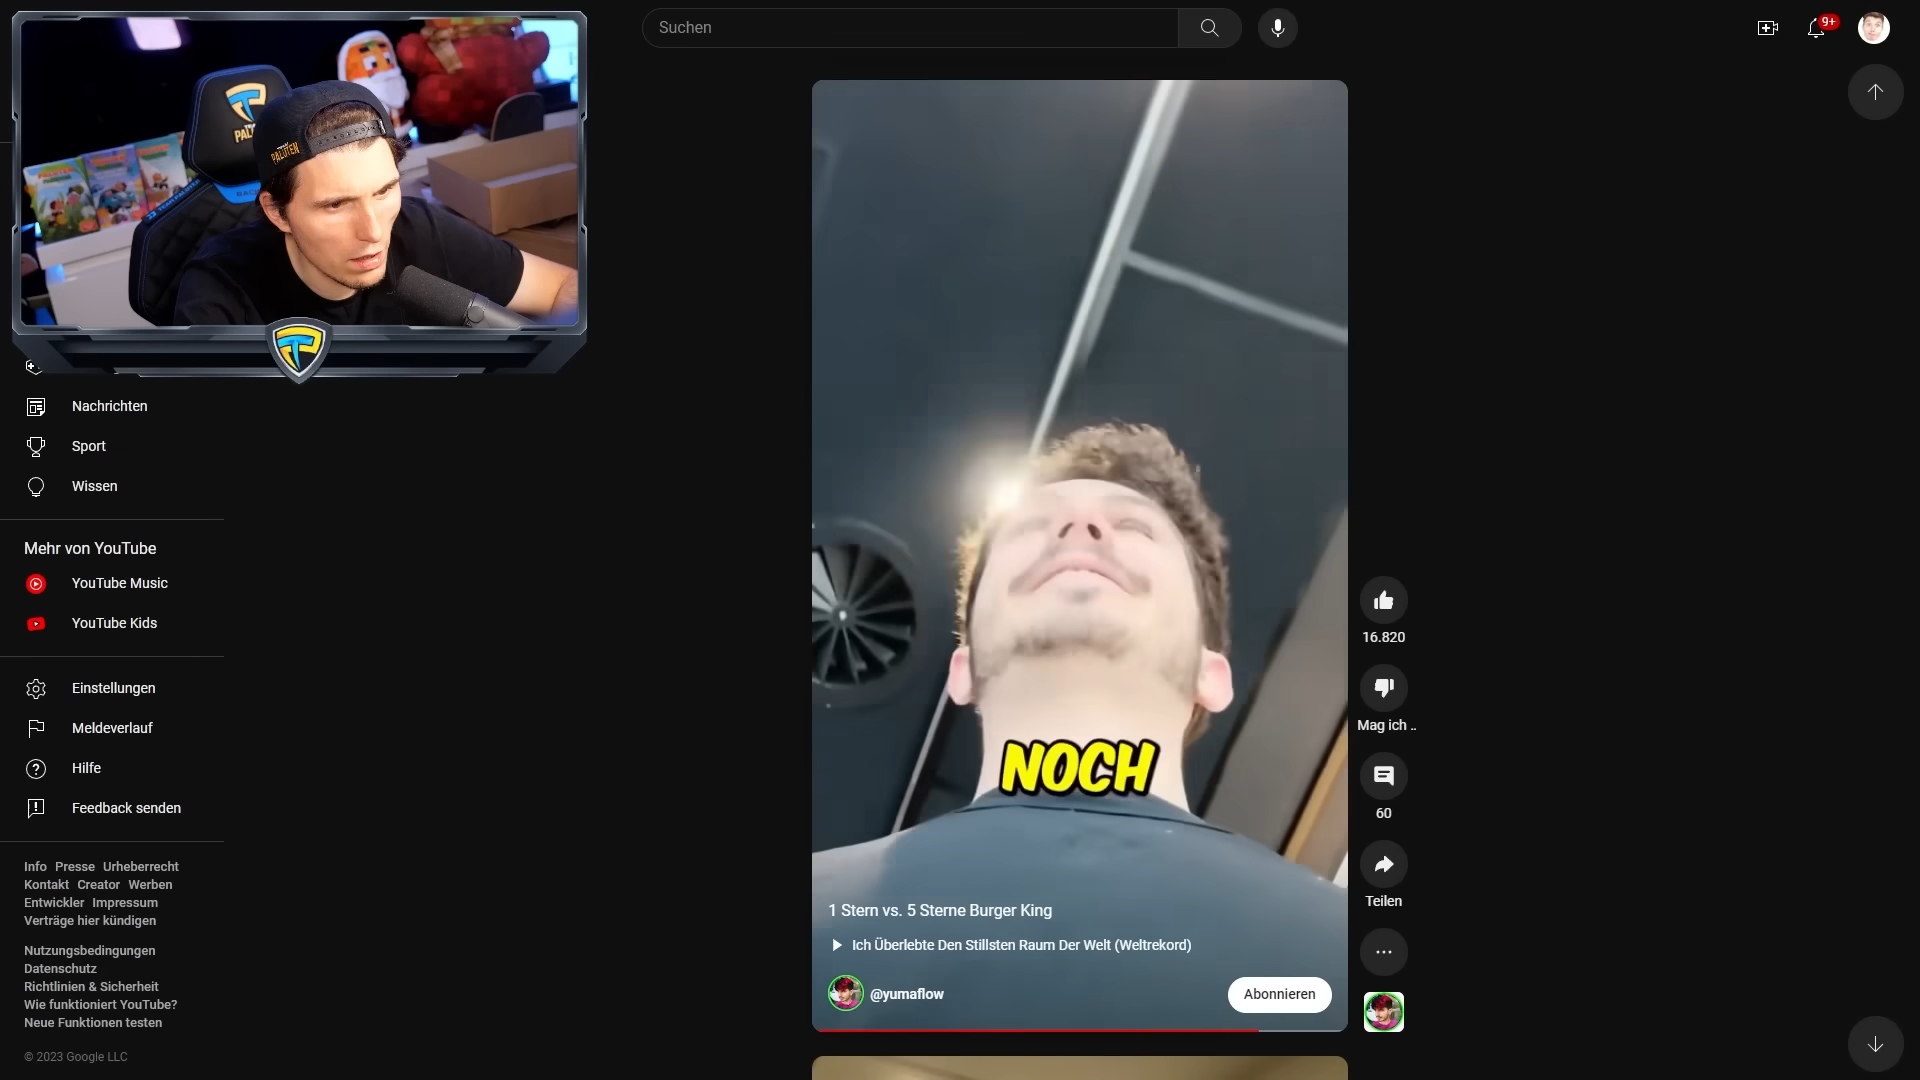 Suchen
9+
PALUTEN
Nachrichten
Sport
Wissen
Mehr von YouTube
YouTube Music
YouTube Kids
Einstellungen
Meldeverlauf
Hilfe
Feedback senden
Info Presse Urheberrecht
Kontakt Creator Werben
Entwickler Impressum
Verträge hier kündigen
Nutzungsbedingungen
Datenschutz
Richtlinien & Sicherheit
Wie funktioniert YouTube?
Neue Funktionen testen
© 2023 Google LLC
NOCH
1 Stern vs. 5 Sterne Burger King
Ich Überlebte Den Stillsten Raum Der Welt (Weltrekord)
@yumaflow
Abonnieren
16.820
Mag ich ..
60
Teilen